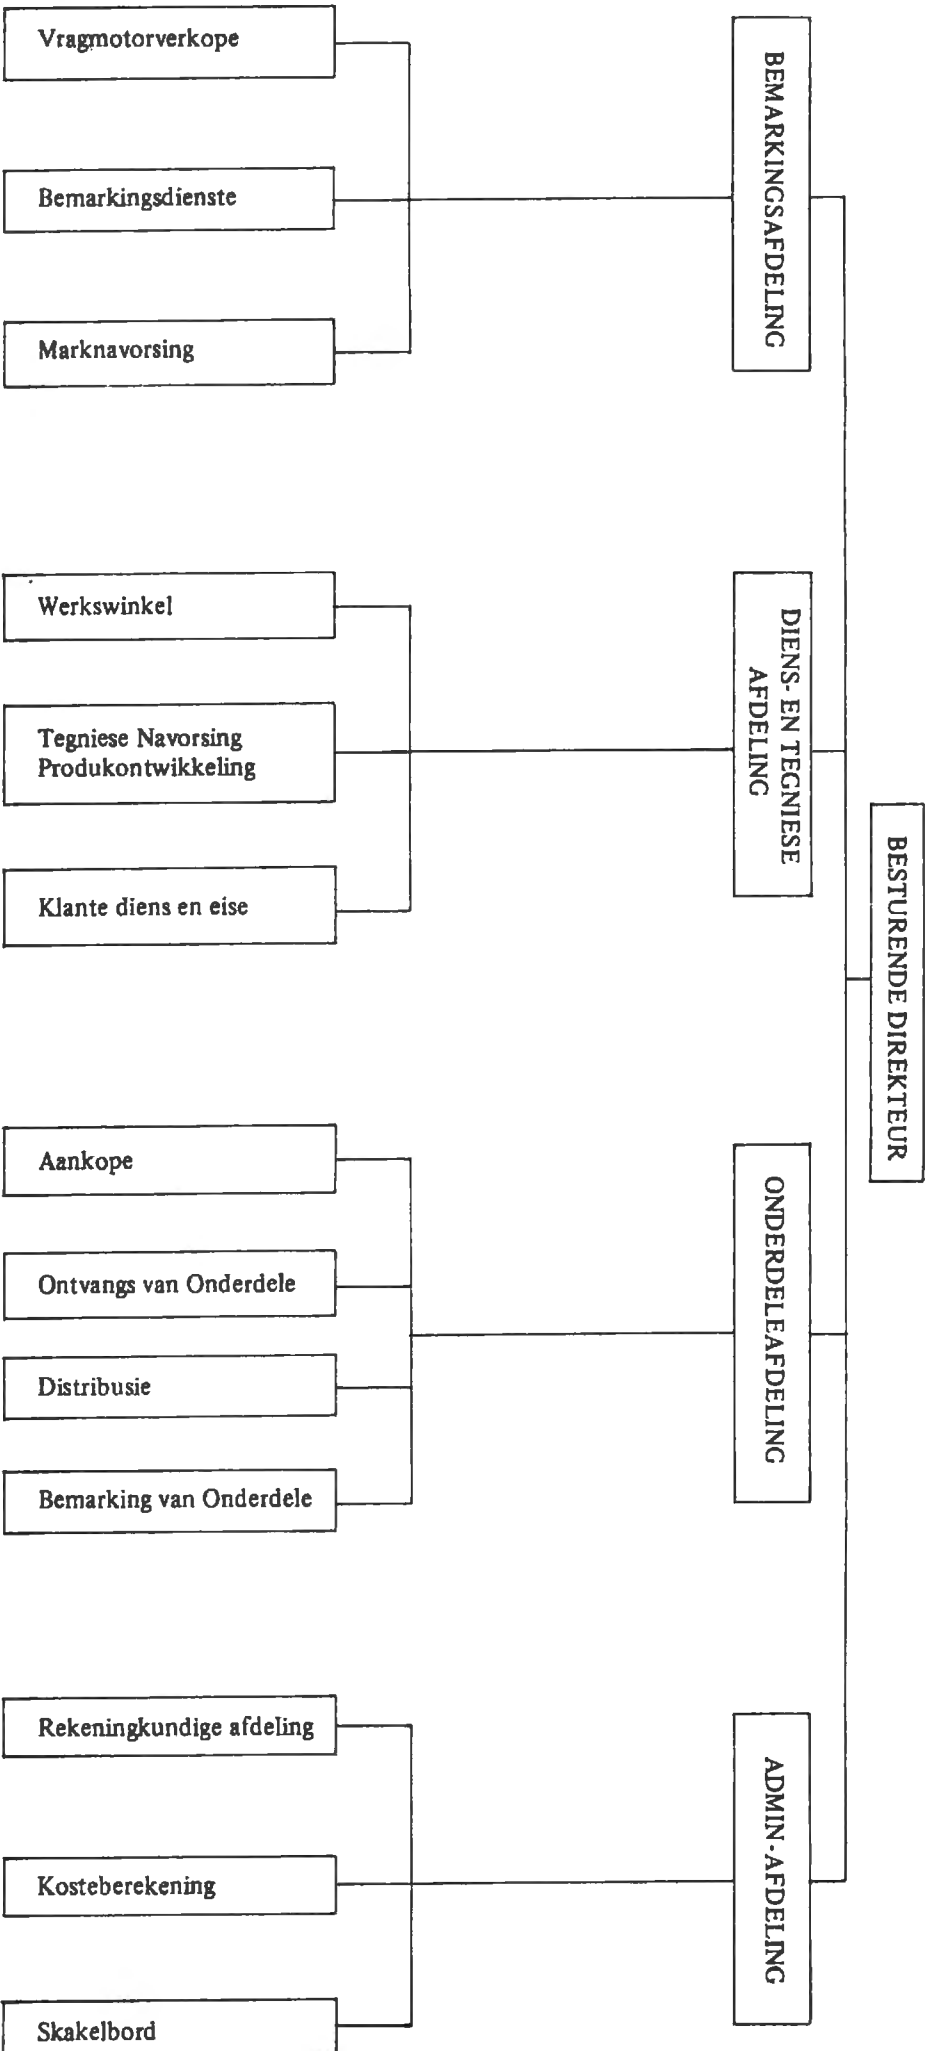 BESTURENDE DIREKTEUR
BEMARKINGSAFDELING
Vragmotorverkope
Bemarkingsdienste
Marknavorsing
DIENS- EN TEGNIESE
AFDELING
Werkswinkel
Tegniese Navorsing
Produkontwikkeling
Klante diens en eise
ONDERDELEAFDELING
Aankope
Ontvangs van Onderdele
Distribusie
Bemarking van Onderdele
ADMIN-AFDELING
Rekeningkundige afdeling
Kosteberekening
Skakelbord